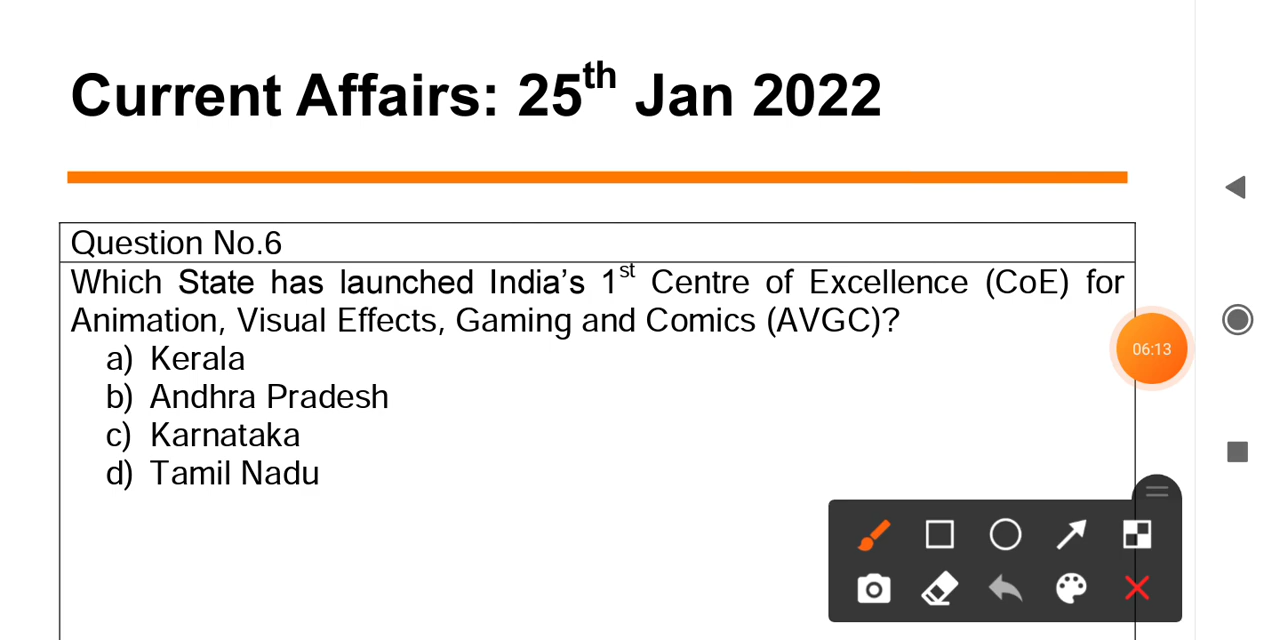 Current Affairs: 25th Jan 2022
Question No.6
Which State has launched India’s 1st Centre of Excellence (CoE) for
Animation, Visual Effects, Gaming and Comics (AVGC)?
a) Kerala
b) Andhra Pradesh
c) Karnataka
d) Tamil Nadu
06:13